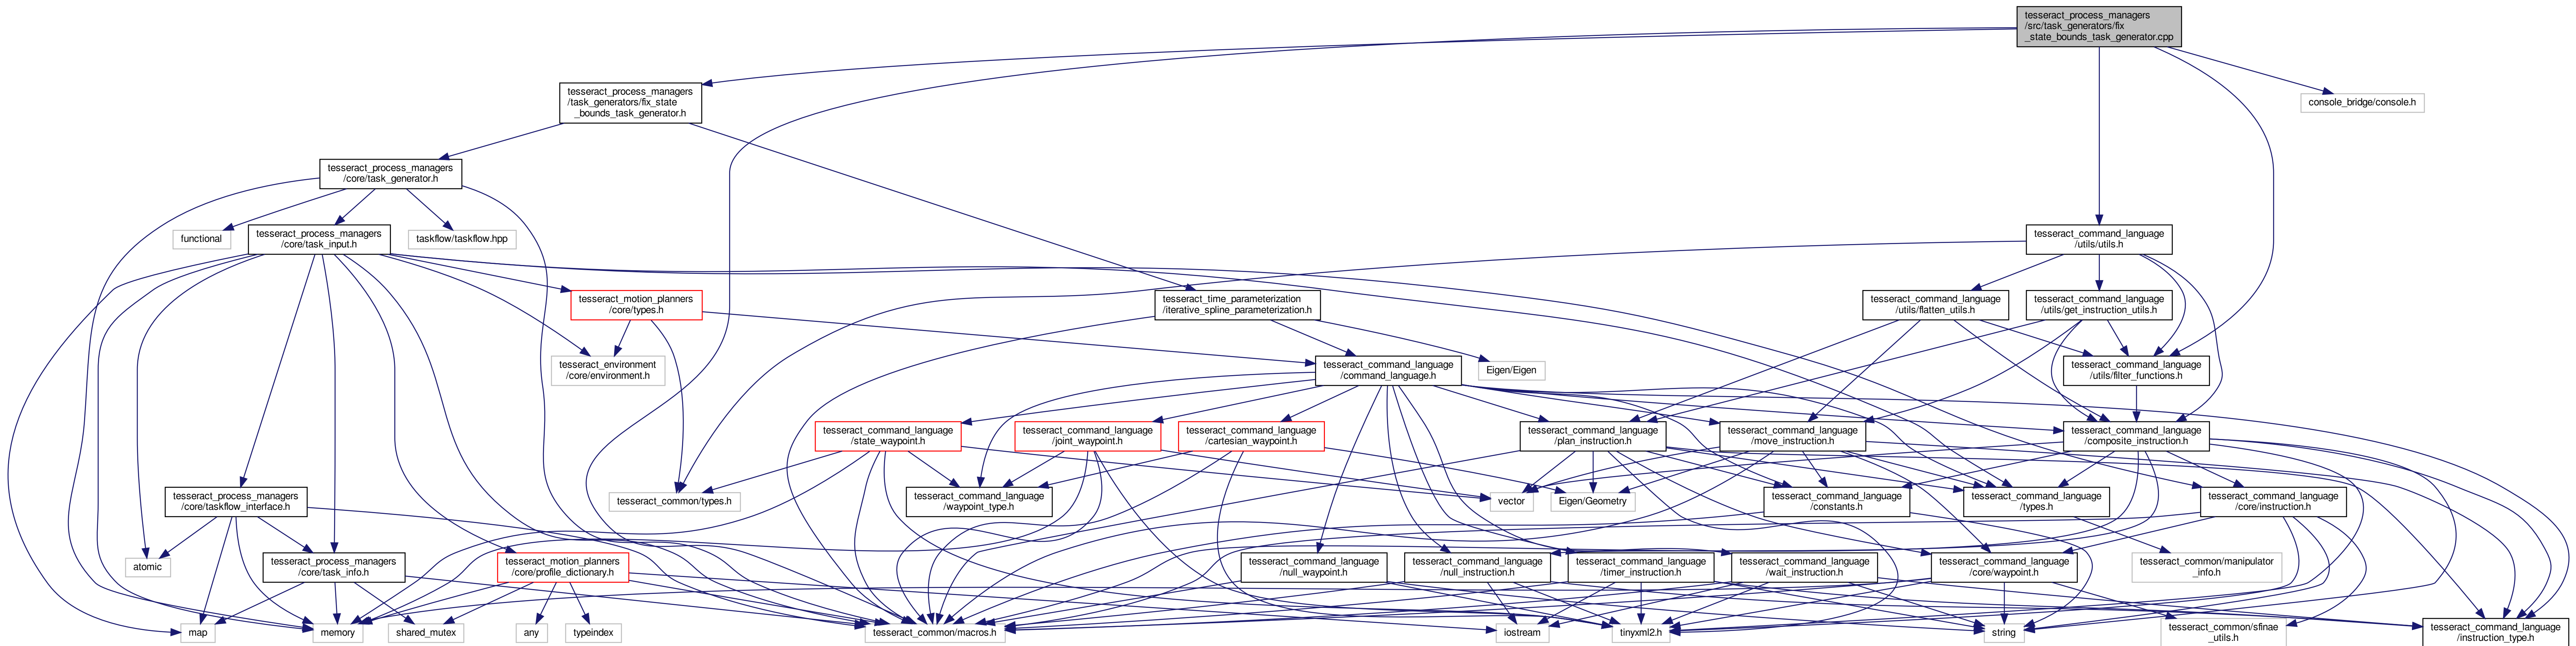 tesseract_process_managers
/src/task_generators/fix
_state_bounds_task_generator.cpp
tesseract_process_managers
/task_generators/fix_state
_bounds_task_generator.h
console_bridge/console.h
tesseract_process_managers
/core/task_generator.h
functional
tesseract_process_managers
/core/task_input.h
taskflow/taskflow.hpp
tesseract_command_language
/utils/utils.h
tesseract_motion_planners
/core/types.h
tesseract_time_parameterization
/iterative_spline_parameterization.h
tesseract_command_language
/utils/flatten_utils.h
tesseract_command_language
/utils/get_instruction_utils.h
tesseract_environment
/core/environment.h
tesseract_command_language
/command_language.h
Eigen/Eigen
tesseract_command_language
/utils/filter_functions.h
tesseract_command_language
/state_waypoint.h
tesseract_command_language
/joint_waypoint.h
tesseract_command_language
/cartesian_waypoint.h
tesseract_command_language
/plan_instruction.h
tesseract_command_language
/move_instruction.h
tesseract_command_language
/composite_instruction.h
tesseract_process_managers
/core/taskflow_interface.h
tesseract_common/types.h
tesseract_command_language
/waypoint_type.h
vector
Eigen/Geometry
tesseract_command_language
/constants.h
tesseract_command_language
/types.h
tesseract_command_language
/core/instruction.h
atomic
tesseract_process_managers
/core/task_info.h
tesseract_motion_planners
/core/profile_dictionary.h
tesseract_command_language
/null_waypoint.h
tesseract_command_language
/null_instruction.h
tesseract_command_language
/timer_instruction.h
tesseract_command_language
/wait_instruction.h
tesseract_command_language
/core/waypoint.h
tesseract_common/manipulator
_info.h
map
memory
shared_mutex
any
typeindex
tesseract_common/macros.h
iostream
tinyxml2.h
string
tesseract_common/sfinae
_utils.h
tesseract_command_language
/instruction_type.h